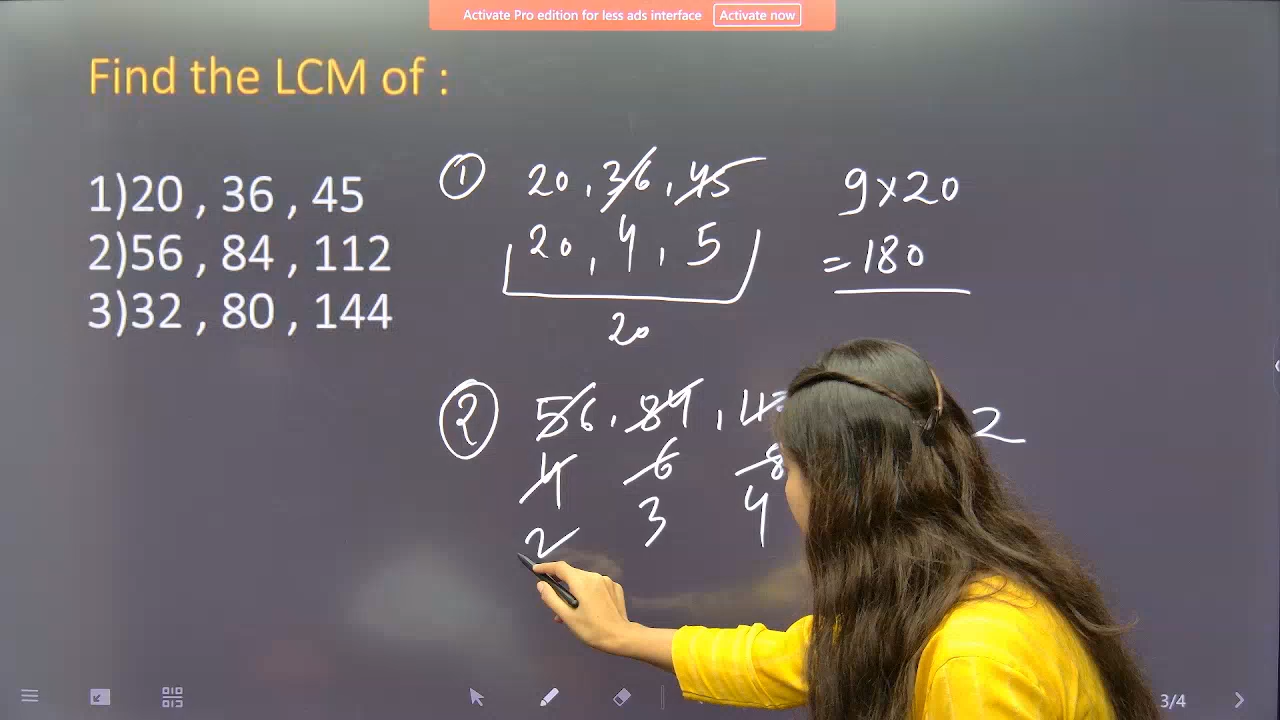 Activate Pro edition for less ads interface Activate now
Find the LCM of :
1)20 , 36 , 45
2)56 , 84 , 112
3)32 , 80 , 144
① 20 , 36 , 45
20 , 4 , 5
20
9×20
=180
② 56 , 84 ,
2
4 6 8
2 3 4
3/4